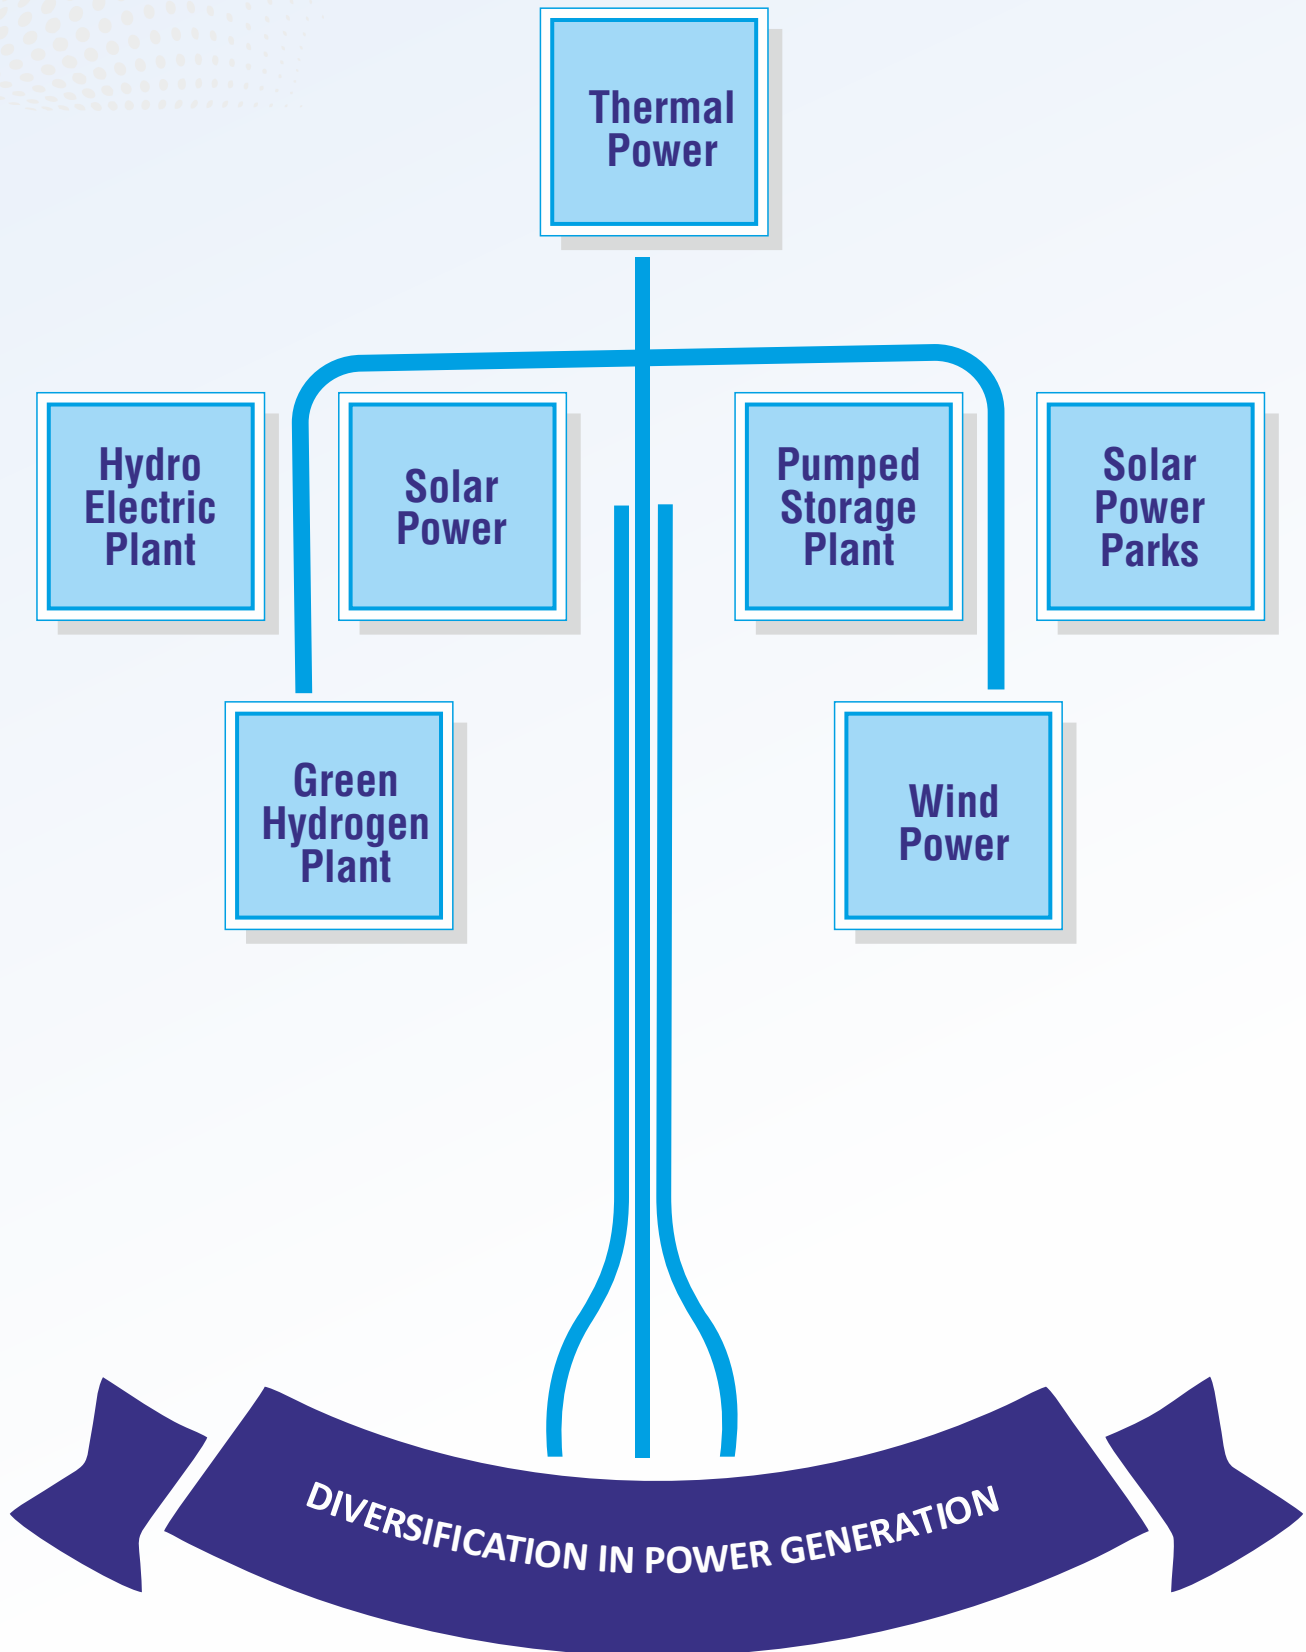 Thermal
Power
Hydro
Electric
Plant
Solar
Power
Pumped
Storage
Plant
Solar
Power
Parks
Green
Hydrogen
Plant
Wind
Power
DIVERSIFICATION IN POWER GENERATION